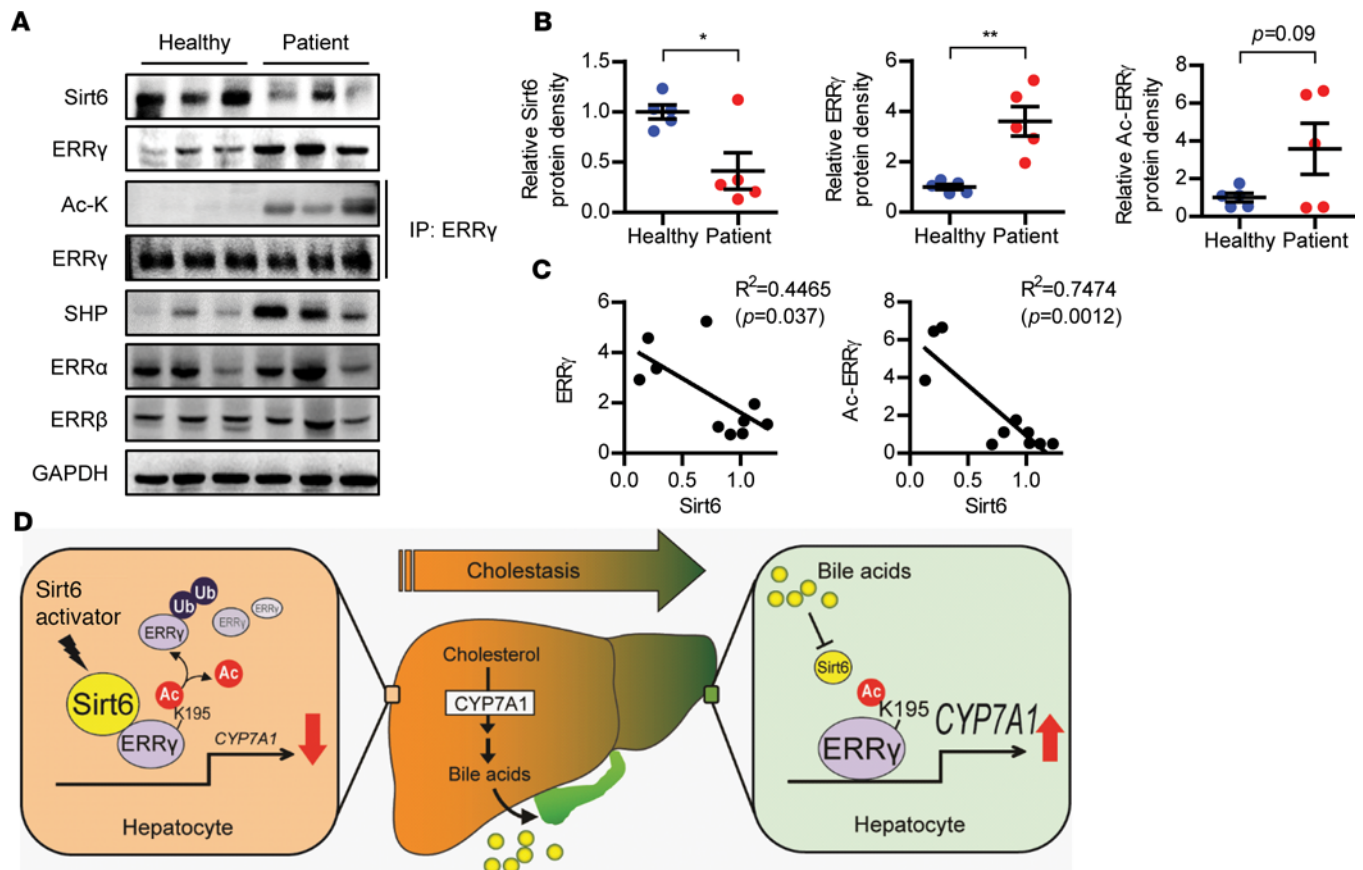 A
Healthy Patient
Sirt6
ERRγ
Ac-K
ERRγ
IP: ERRγ
SHP
ERRα
ERRβ
GAPDH
B
*
Relative Sirt6
protein density
1.5
1.0
0.5
0.0
Healthy Patient
**
Relative ERRγ
protein density
6
4
2
0
Healthy Patient
p=0.09
Relative Ac-ERRγ
protein density
8
6
4
2
0
Healthy Patient
C
R²=0.4465
(p=0.037)
ERRγ
6
4
2
0
0.0 0.5 1.0
Sirt6
R²=0.7474
(p=0.0012)
Ac-ERRγ
8
6
4
2
0
0.0 0.5 1.0
Sirt6
D
Sirt6
activator
Ub Ub
ERRγ
ERRγ
ERRγ
Ac
Ac
K195
Sirt6
ERRγ
CYP7A1
Hepatocyte
Cholestasis
Cholesterol
CYP7A1
Bile acids
Bile acids
Sirt6
Ac
K195
ERRγ
CYP7A1
Hepatocyte